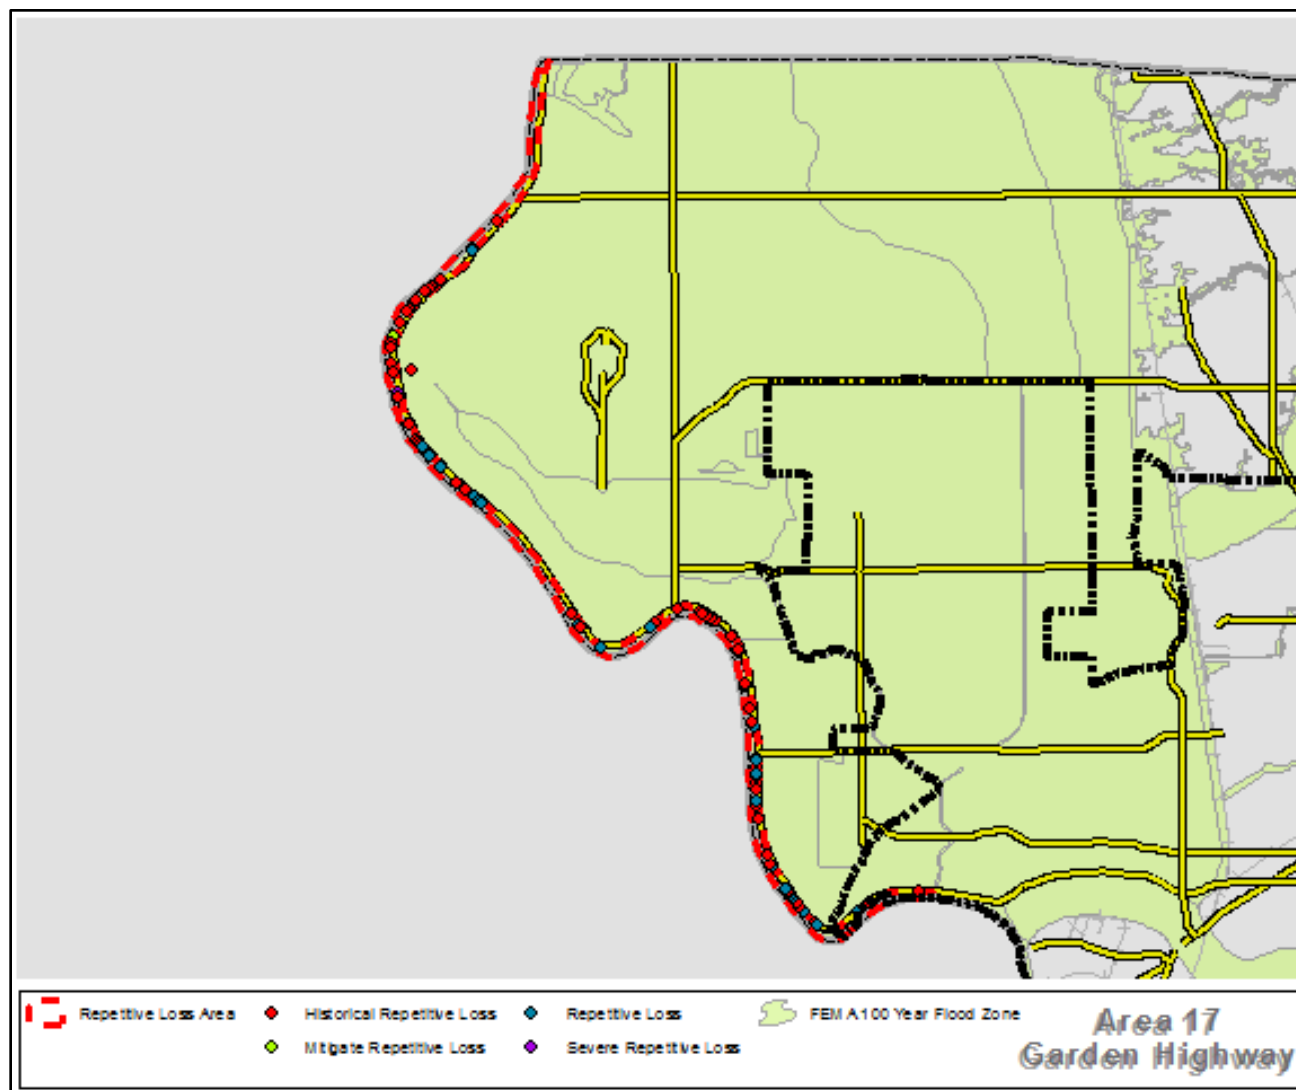 Repetitive Loss Area
Historical Repetitive Loss
Repetitive Loss
FEMA 100 Year Flood Zone
Mitigate Repetitive Loss
Severe Repetitive Loss
Area 17
Garden Highway